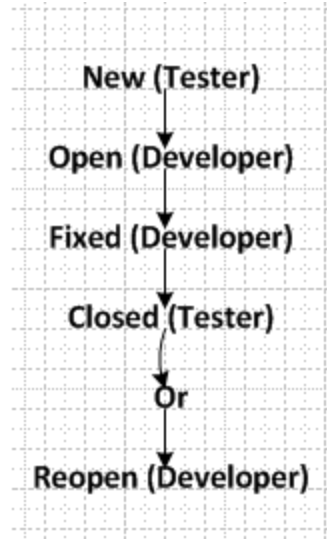 New (Tester)
Open (Developer)
Fixed (Developer)
Closed (Tester)
Or
Reopen (Developer)